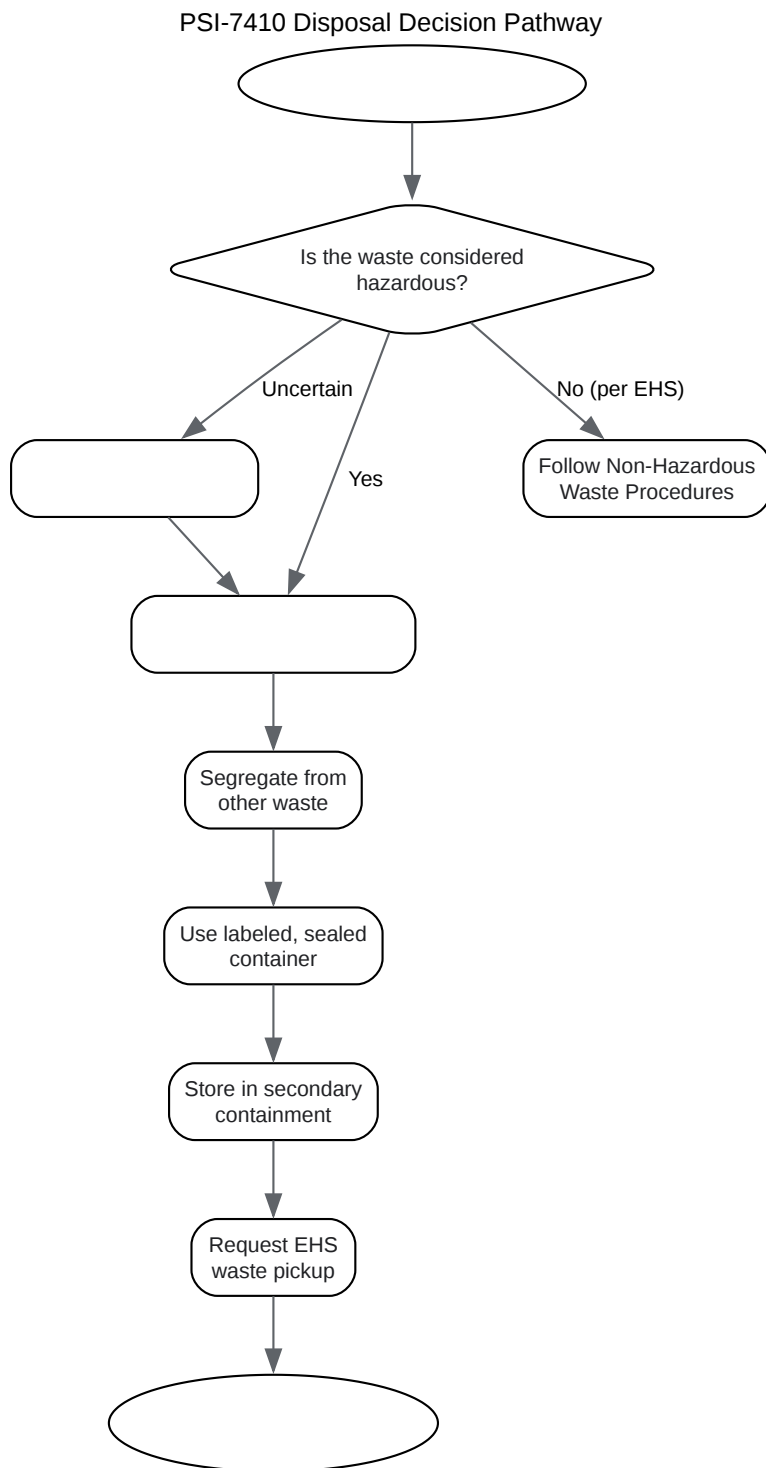 PSI-7410 Disposal Decision Pathway
Is the waste considered
hazardous?
Uncertain
No (per EHS)
Yes
Follow Non-Hazardous
Waste Procedures
Segregate from
other waste
Use labeled, sealed
container
Store in secondary
containment
Request EHS
waste pickup